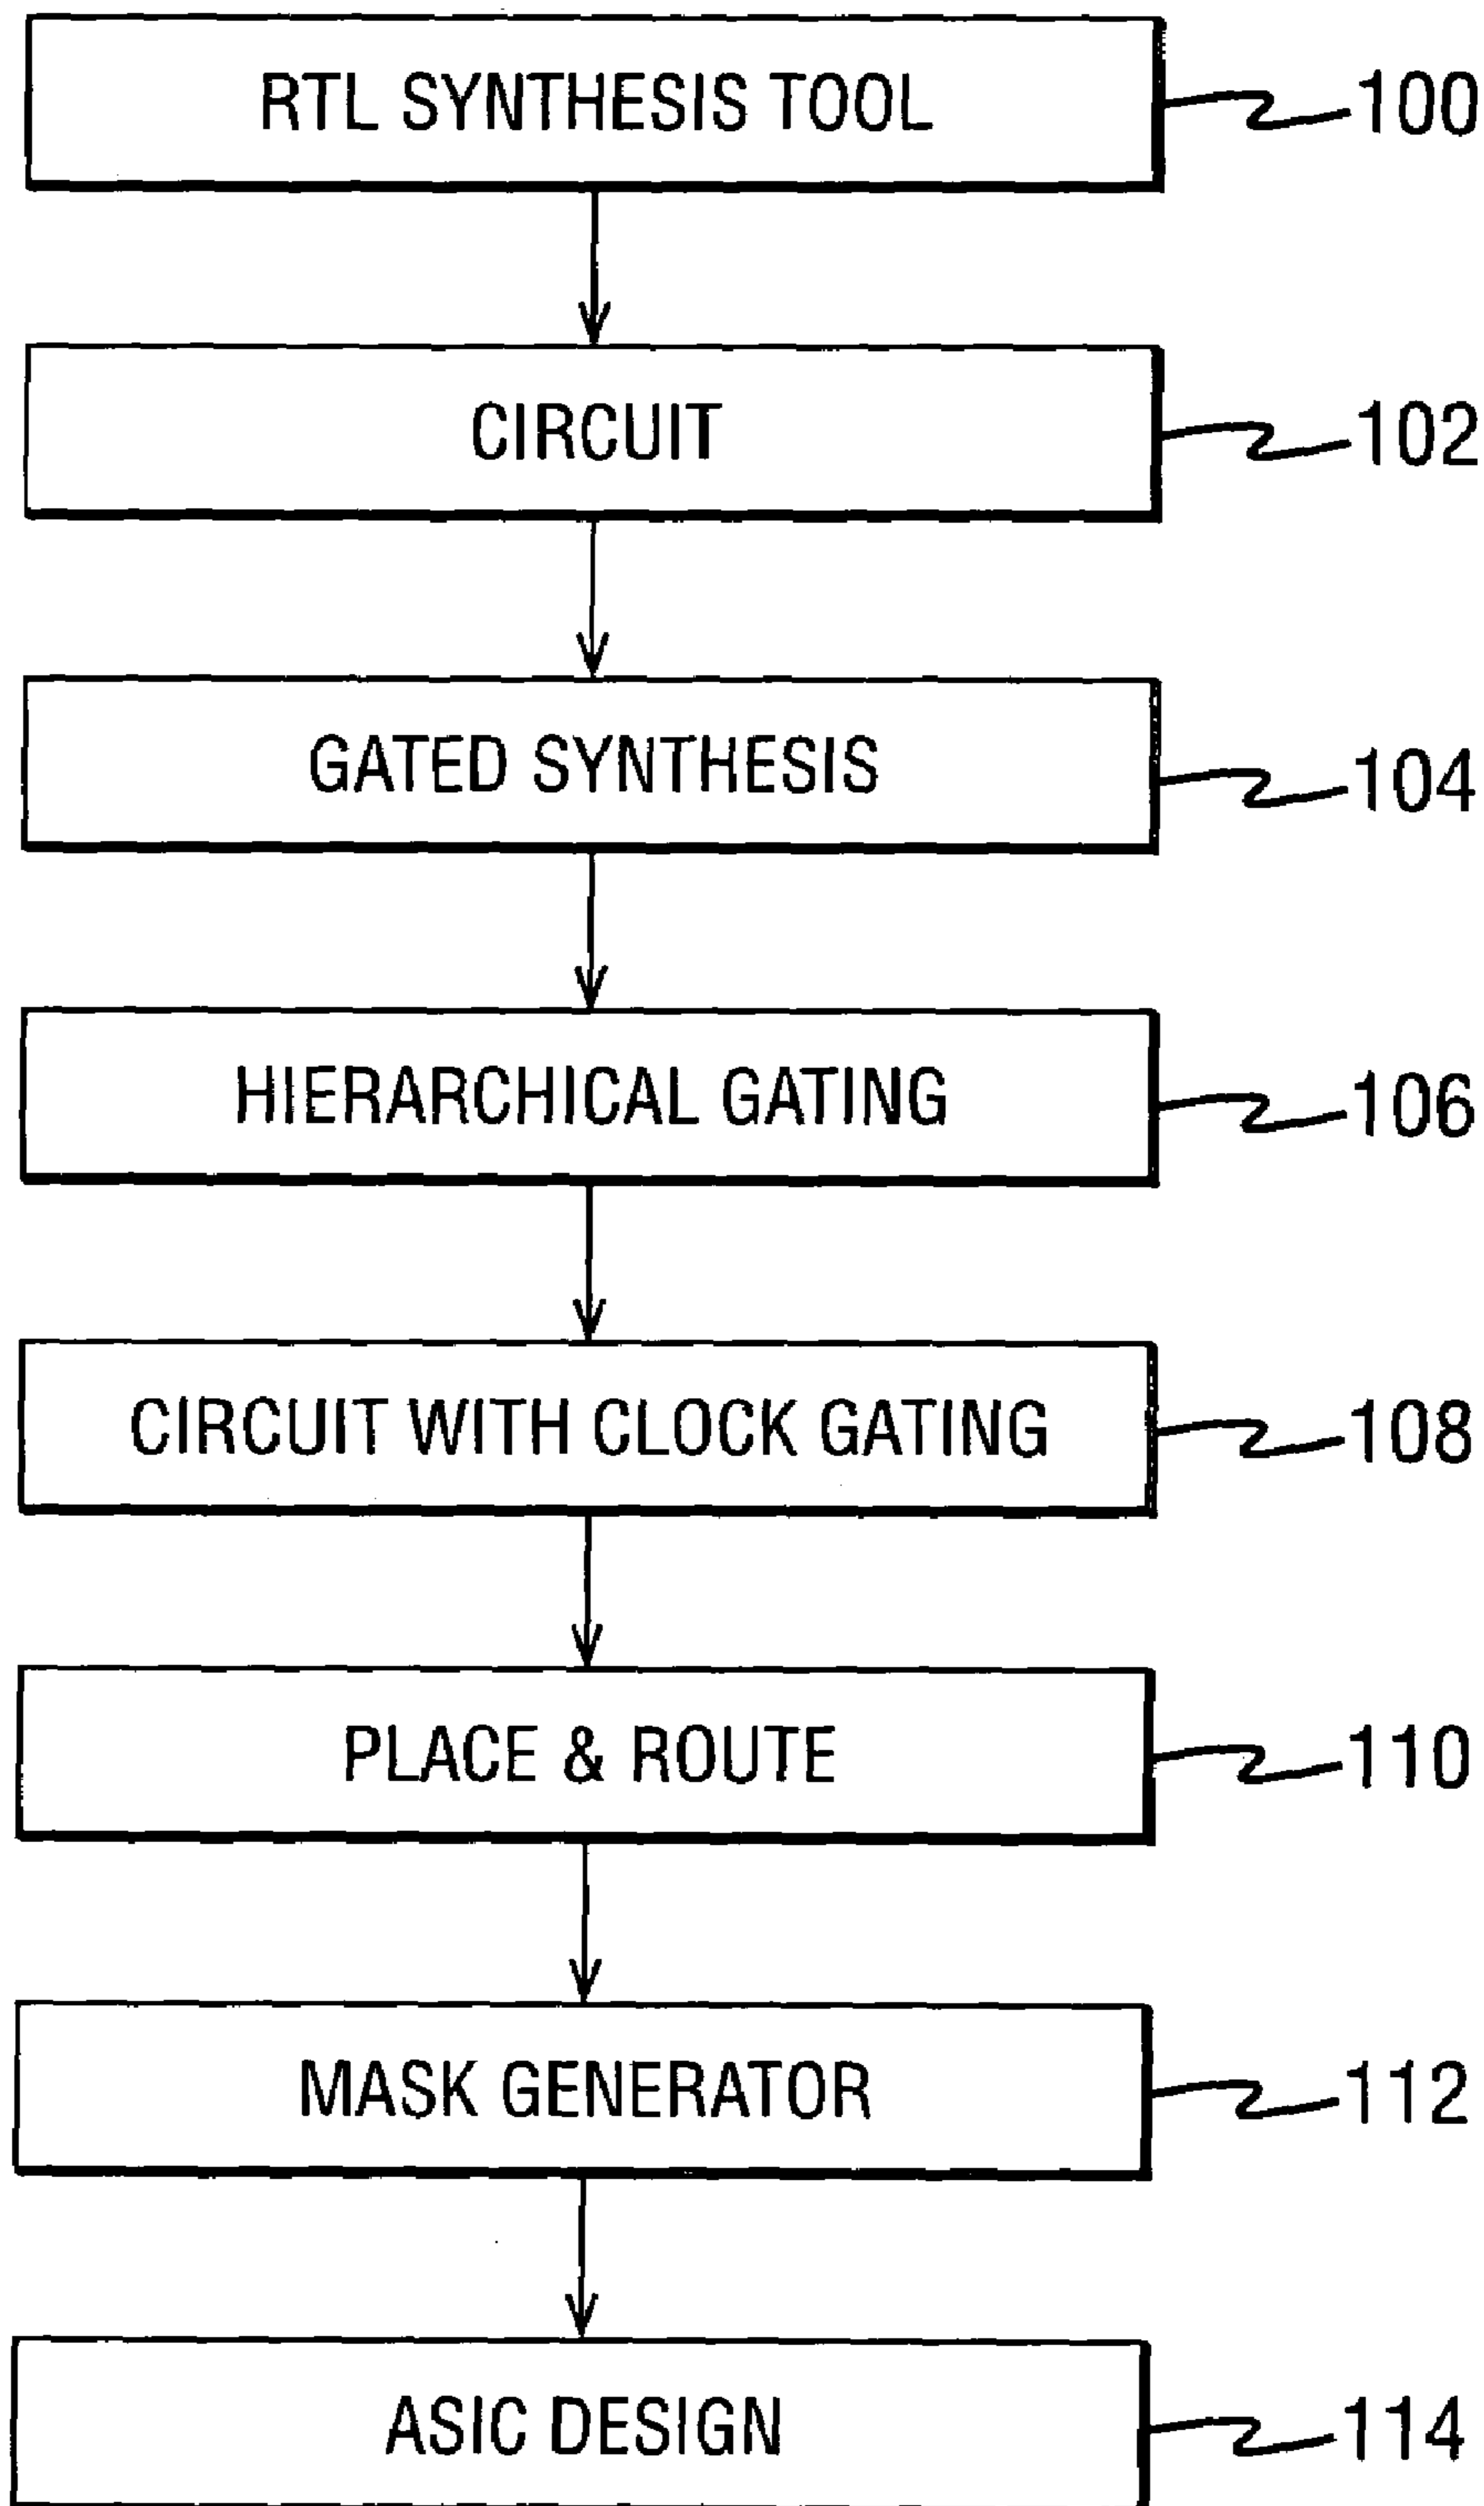 RTL SYNTHESIS TOOL 100
CIRCUIT 102
GATED SYNTHESIS 104
HIERARCHICAL GATING 106
CIRCUIT WITH CLOCK GATING 108
PLACE & ROUTE 110
MASK GENERATOR 112
ASIC DESIGN 114